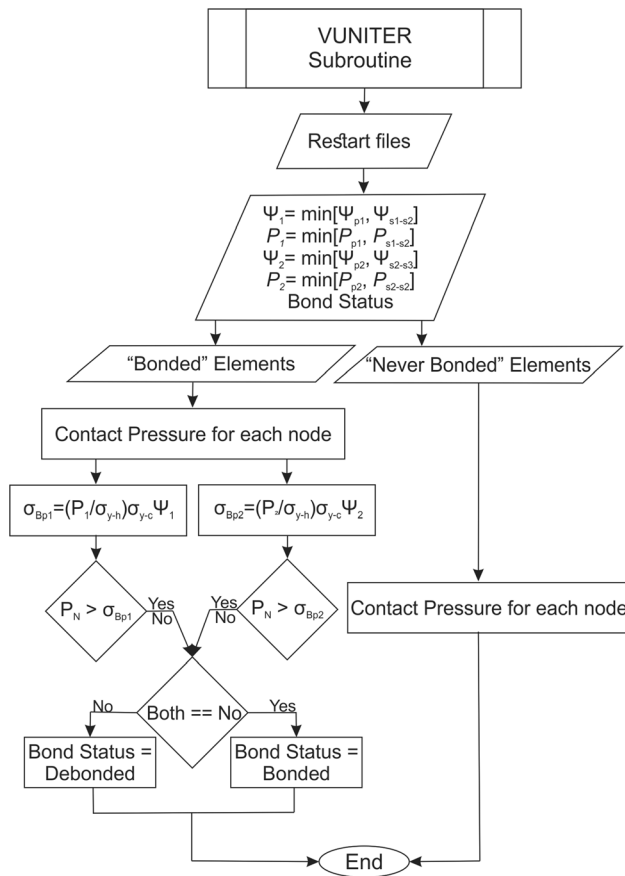 VUNITER
Subroutine
Restart files
Ψ₁= min[Ψₚ₁, Ψₛ₁₋ₛ₂]
P₁= min[Pₚ₁, Pₛ₁₋ₛ₂]
Ψ₂= min[Ψₚ₂, Ψₛ₂₋ₛ₃]
P₂= min[Pₚ₂, Pₛ₂₋ₛ₂]
Bond Status
“Bonded” Elements
“Never Bonded” Elements
Contact Pressure for each node
σBp1=(P₁/σy-h)σy-cΨ₁
σBp2=(P₂/σy-h)σy-cΨ₂
PN > σBp1
Yes
No
Yes
No
PN > σBp2
Contact Pressure for each node
No
Both == No
Yes
Bond Status =
Debonded
Bond Status =
Bonded
End